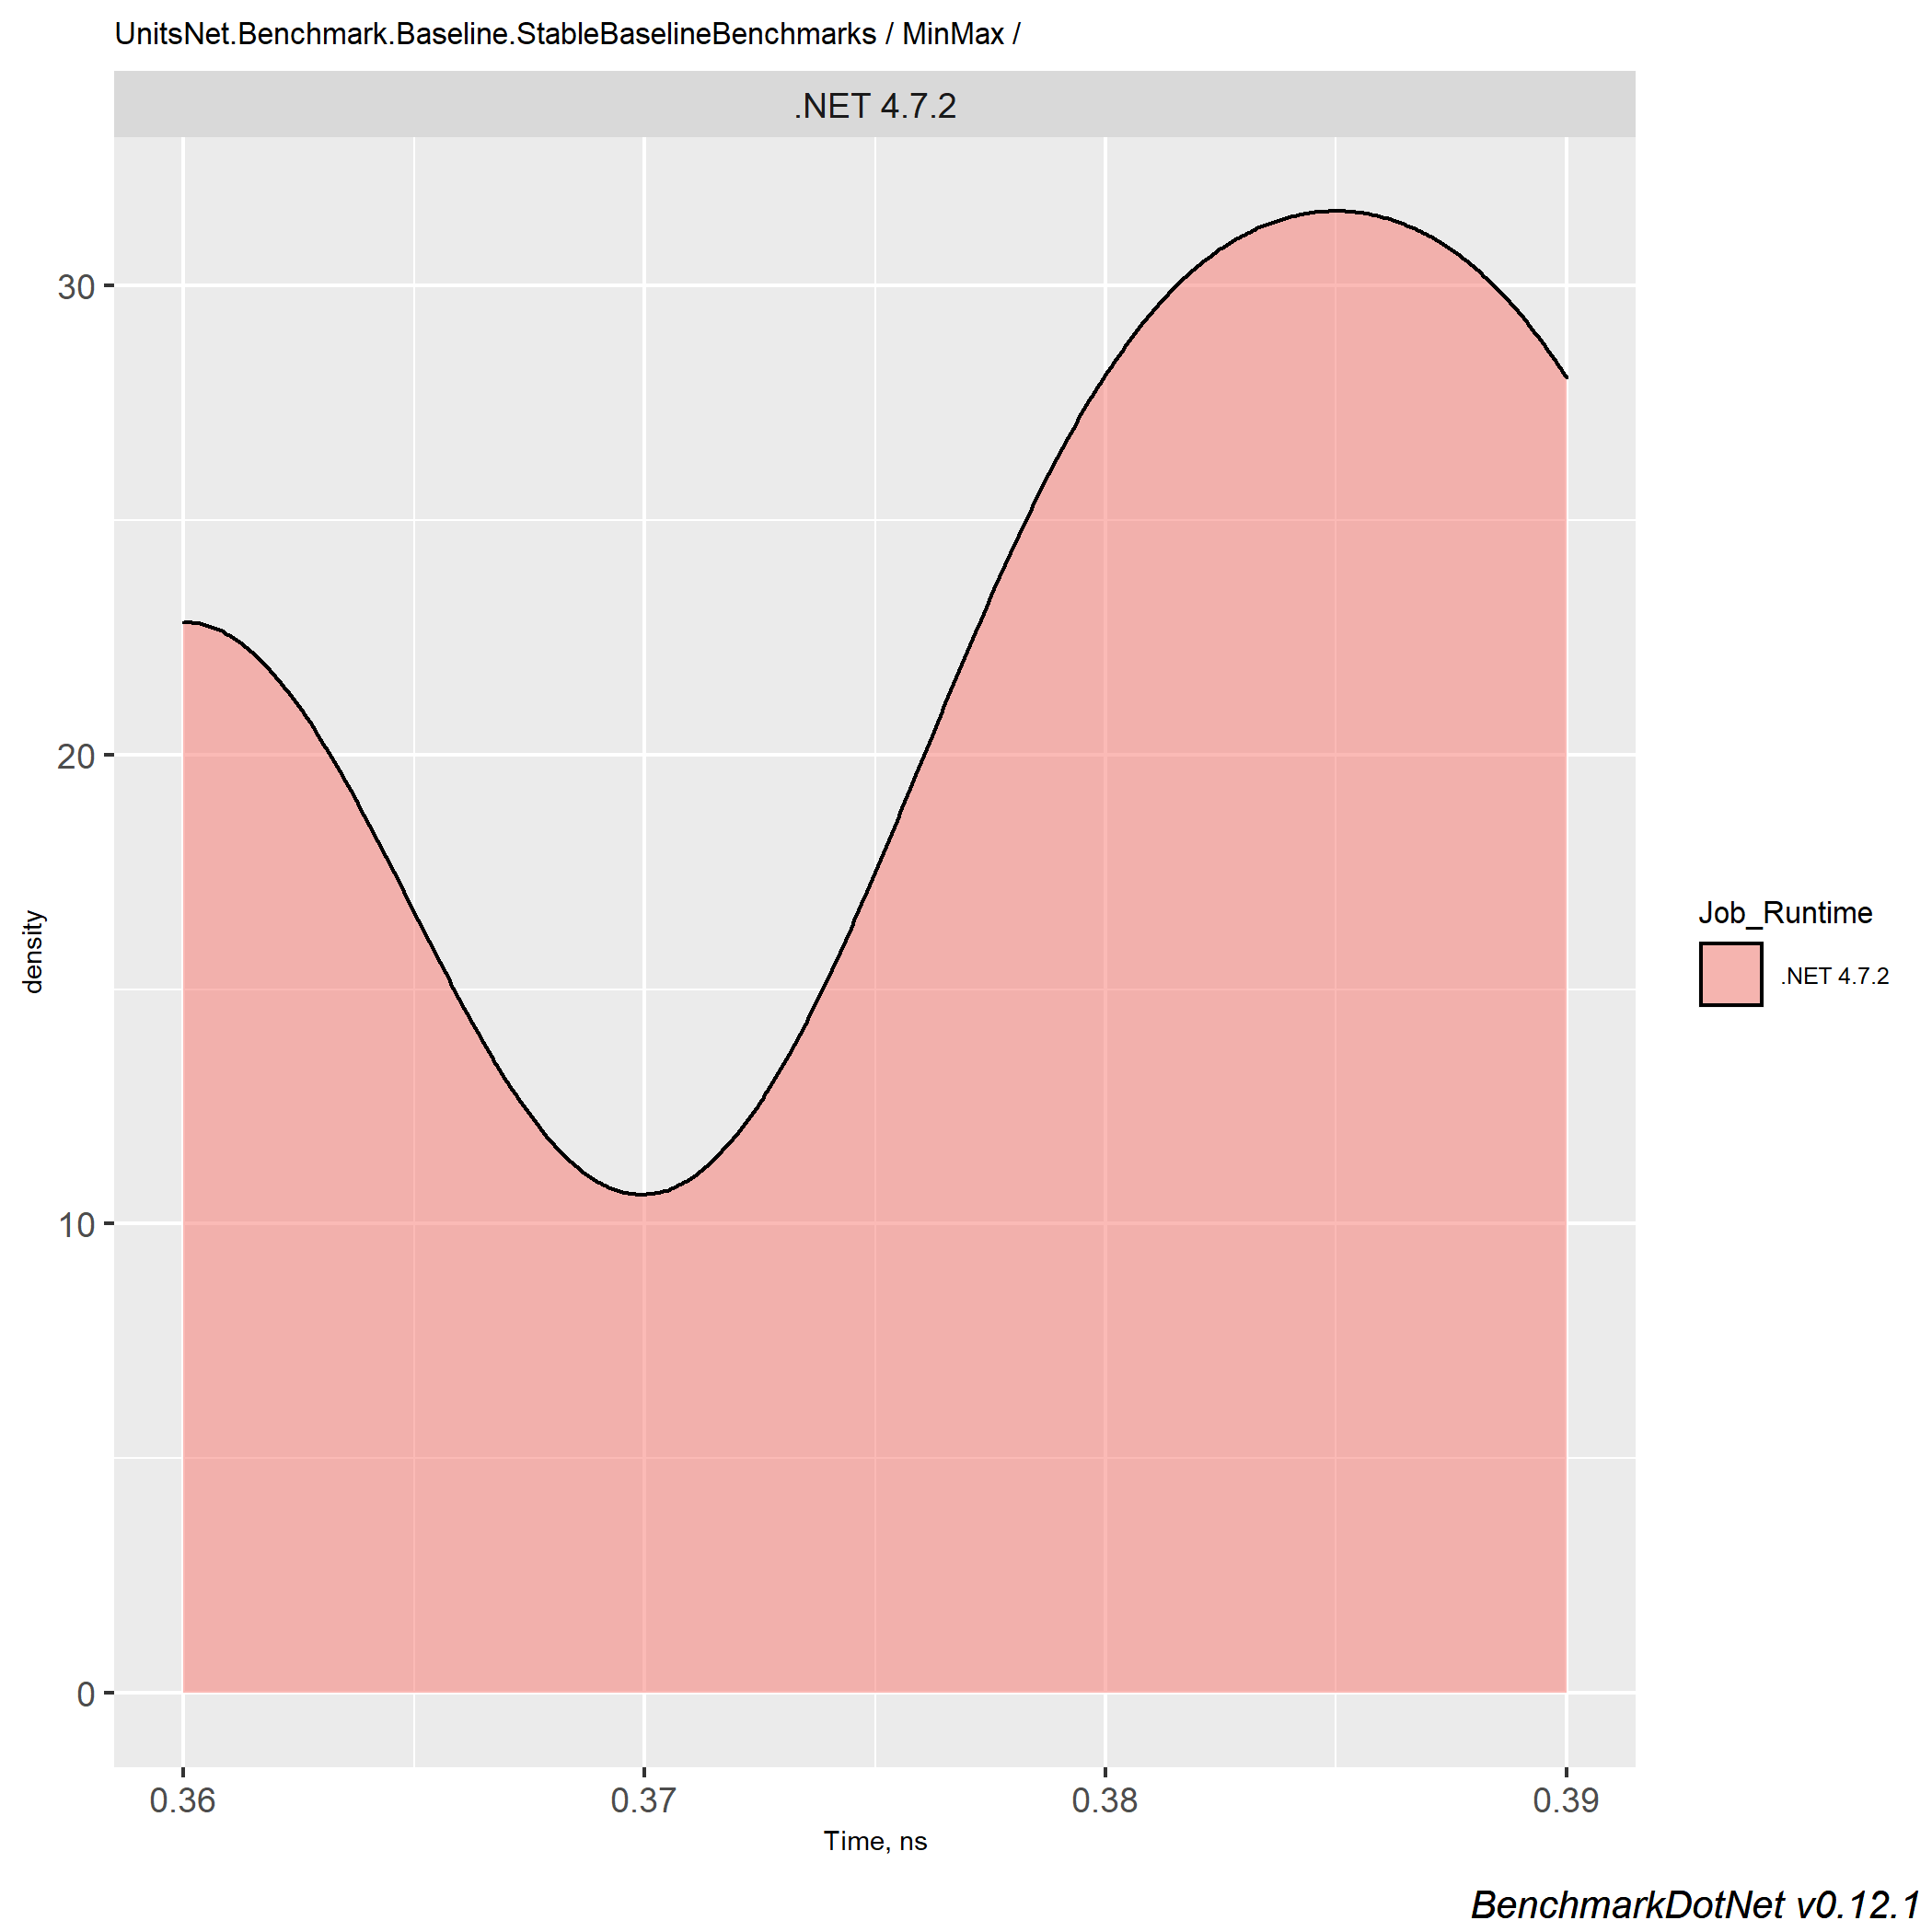 UnitsNet.Benchmark.Baseline.StableBaselineBenchmarks / MinMax /
.NET 4.7.2
30
20
10
0
density
0.36 0.37 0.38 0.39
Time, ns
Job_Runtime
.NET 4.7.2
BenchmarkDotNet v0.12.1